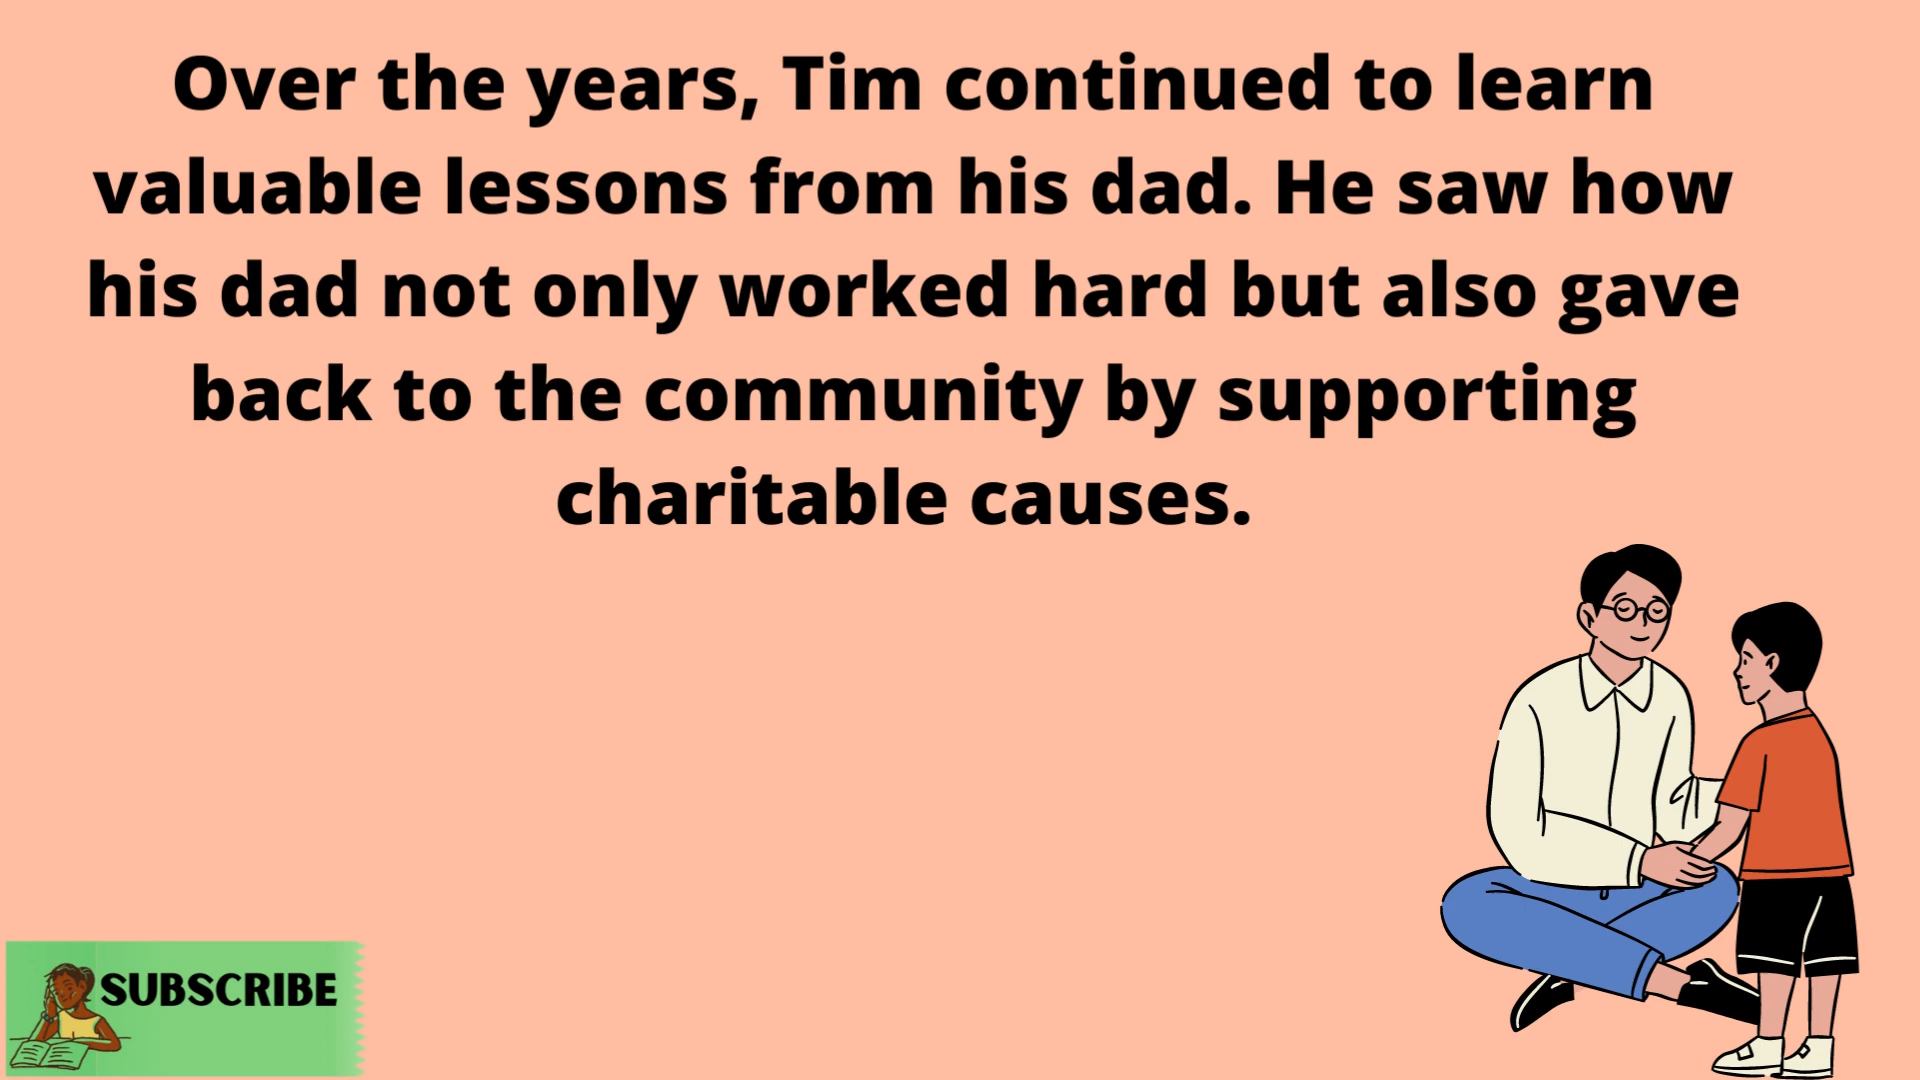 Over the years, Tim continued to learn
valuable lessons from his dad. He saw how
his dad not only worked hard but also gave
back to the community by supporting
charitable causes.
SUBSCRIBE